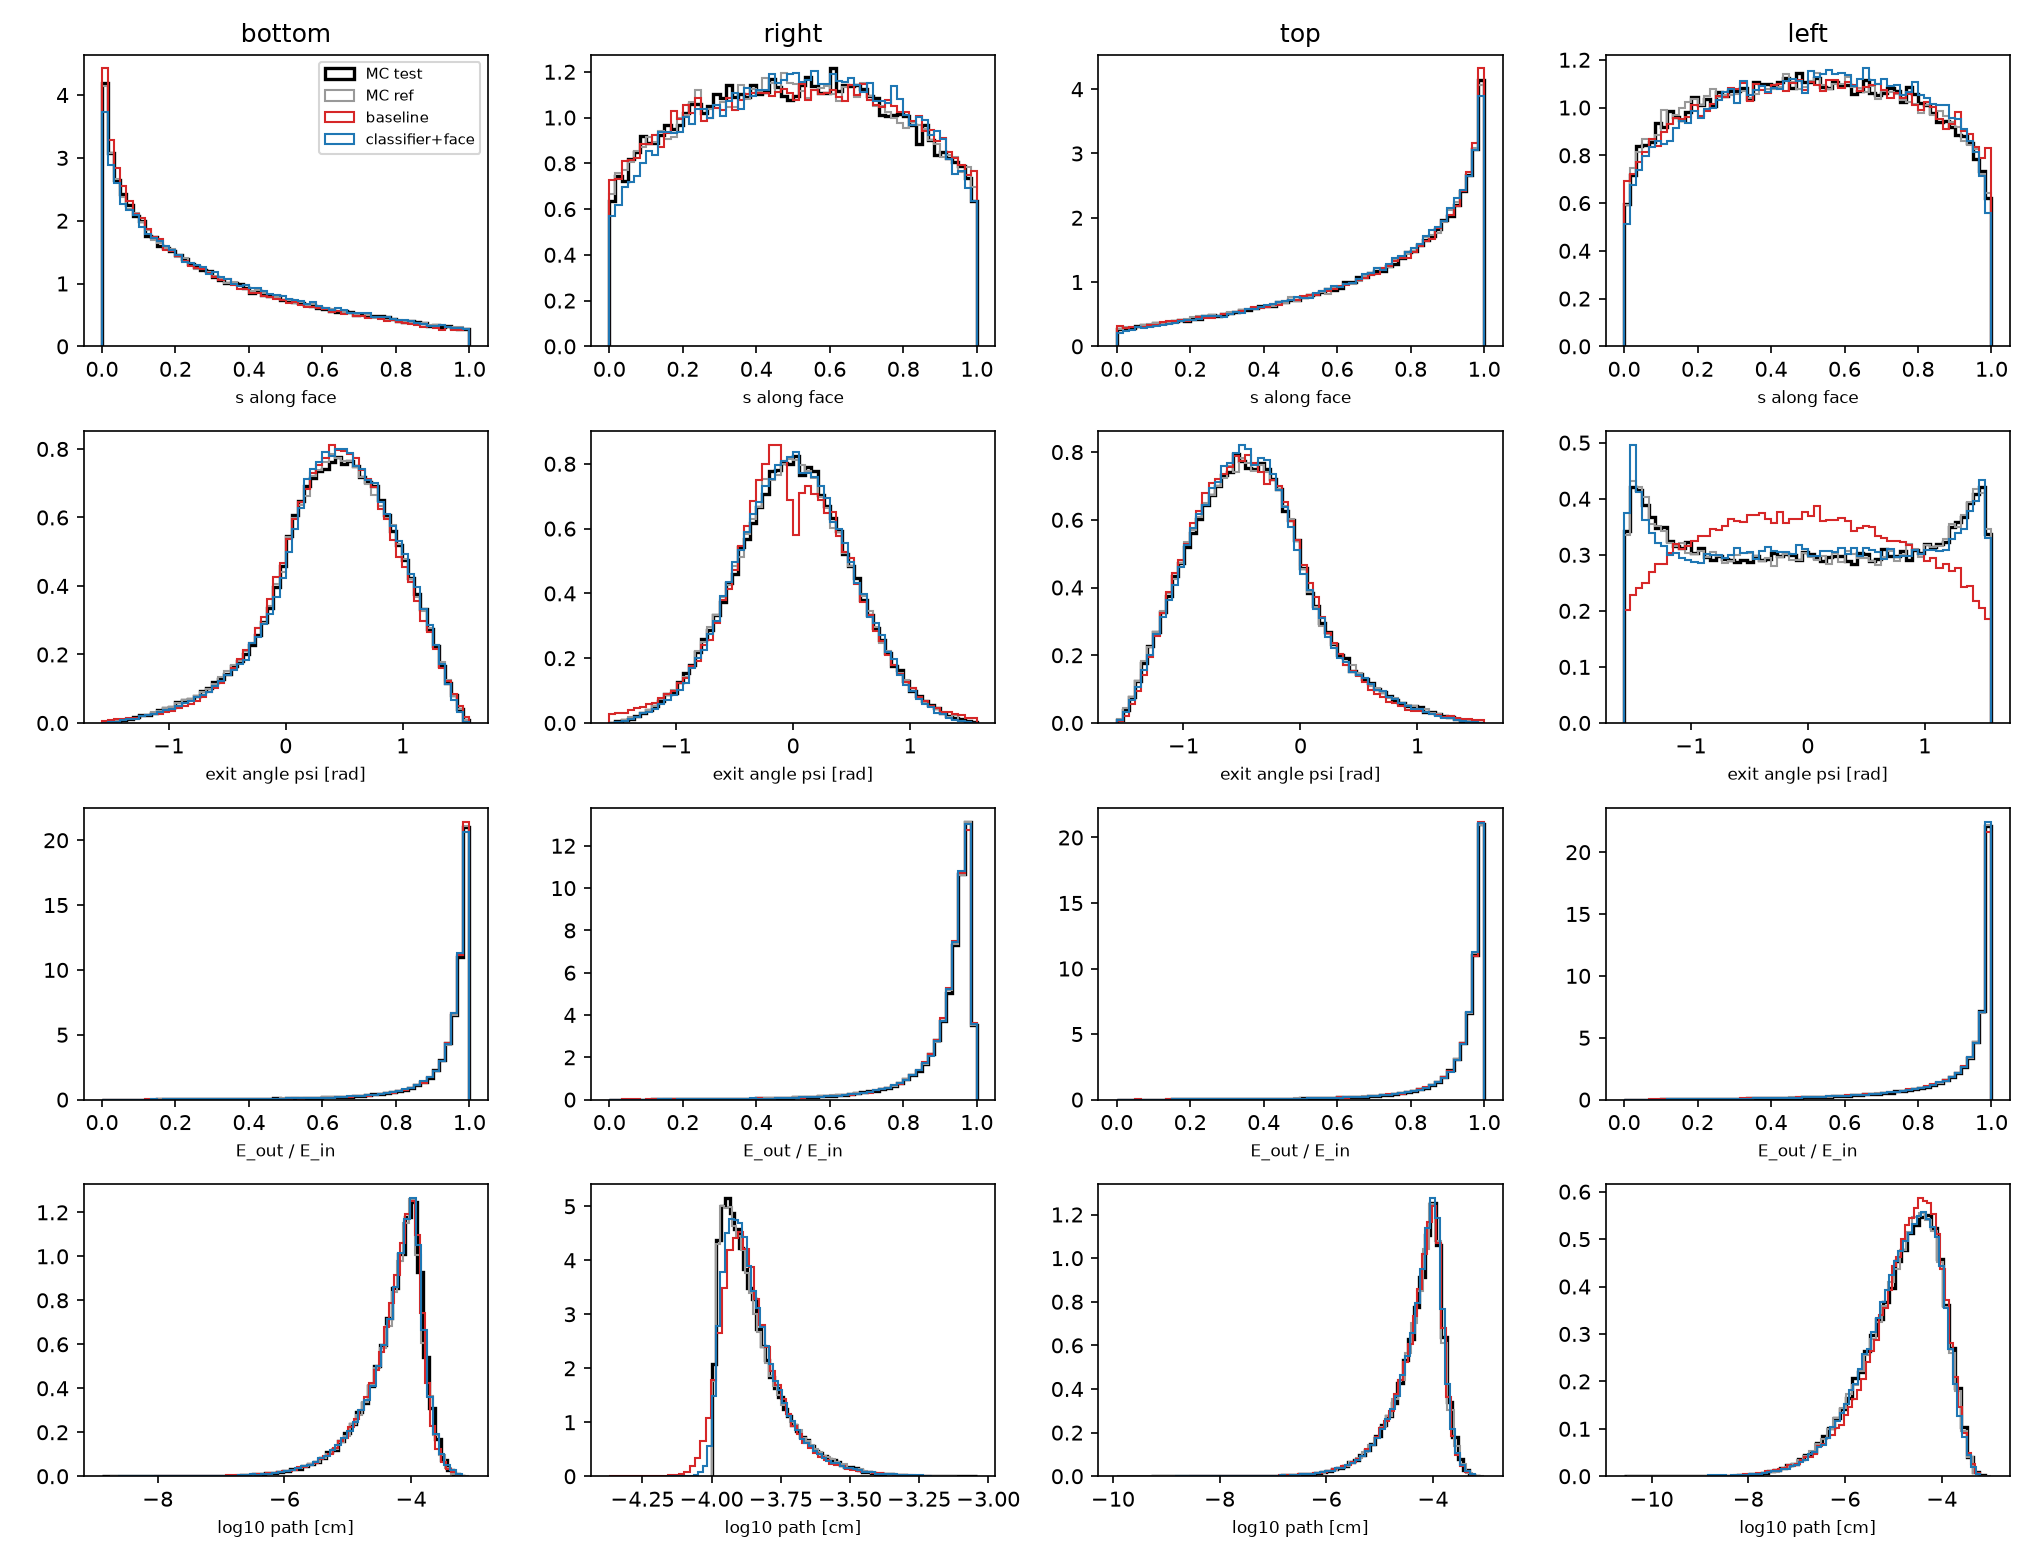 bottom
right
top
left
MC test
MC ref
baseline
classifier+face
4
3
2
1
0
0.0 0.2 0.4 0.6 0.8 1.0
s along face
1.2
1.0
0.8
0.6
0.4
0.2
0.0
0.0 0.2 0.4 0.6 0.8 1.0
s along face
4
3
2
1
0
0.0 0.2 0.4 0.6 0.8 1.0
s along face
1.2
1.0
0.8
0.6
0.4
0.2
0.0
0.0 0.2 0.4 0.6 0.8 1.0
s along face
0.8
0.6
0.4
0.2
0.0
−1 0 1
exit angle psi [rad]
0.8
0.6
0.4
0.2
0.0
−1 0 1
exit angle psi [rad]
0.8
0.6
0.4
0.2
0.0
−1 0 1
exit angle psi [rad]
0.5
0.4
0.3
0.2
0.1
0.0
−1 0 1
exit angle psi [rad]
20
15
10
5
0
0.0 0.2 0.4 0.6 0.8 1.0
E_out / E_in
12
10
8
6
4
2
0
0.0 0.2 0.4 0.6 0.8 1.0
E_out / E_in
20
15
10
5
0
0.0 0.2 0.4 0.6 0.8 1.0
E_out / E_in
20
15
10
5
0
0.0 0.2 0.4 0.6 0.8 1.0
E_out / E_in
1.2
1.0
0.8
0.6
0.4
0.2
0.0
−8 −6 −4
log10 path [cm]
5
4
3
2
1
0
−4.25 −4.00 −3.75 −3.50 −3.25 −3.00
log10 path [cm]
1.2
1.0
0.8
0.6
0.4
0.2
0.0
−10 −8 −6 −4
log10 path [cm]
0.6
0.5
0.4
0.3
0.2
0.1
0.0
−10 −8 −6 −4
log10 path [cm]